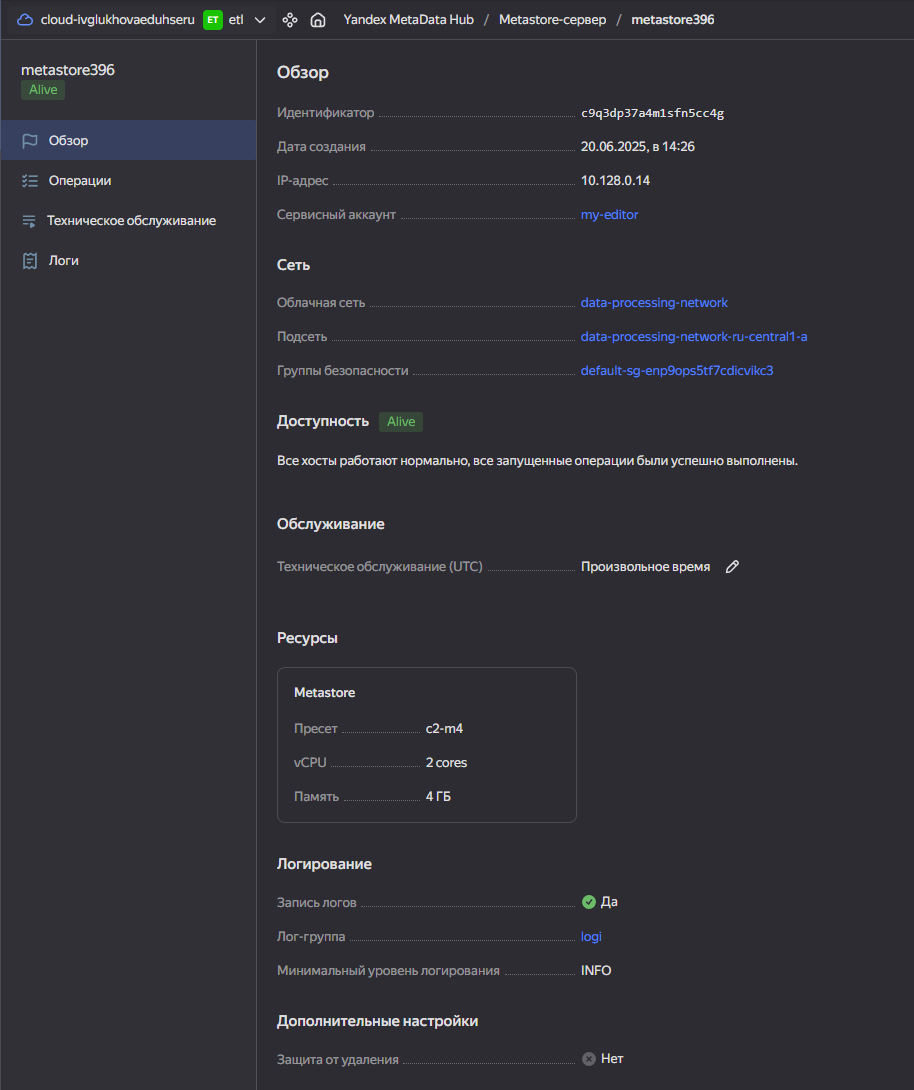 cloud-ivglukhovaeduhseru ET etl Yandex MetaData Hub / Metastore-сервер / metastore396
metastore396
Alive
Обзор
Операции
Техническое обслуживание
Логи
Обзор
Идентификатор c9q3dp37a4m1sfn5cc4g
Дата создания 20.06.2025, в 14:26
IP-адрес 10.128.0.14
Сервисный аккаунт my-editor
Сеть
Облачная сеть data-processing-network
Подсеть data-processing-network-ru-central1-a
Группы безопасности default-sg-enp9ops5tf7cdicvikc3
Доступность Alive
Все хосты работают нормально, все запущенные операции были успешно выполнены.
Обслуживание
Техническое обслуживание (UTC) Произвольное время
Ресурсы
Metastore
Пресет c2-m4
vCPU 2 cores
Память 4 ГБ
Логирование
Запись логов Да
Лог-группа logi
Минимальный уровень логирования INFO
Дополнительные настройки
Защита от удаления Нет